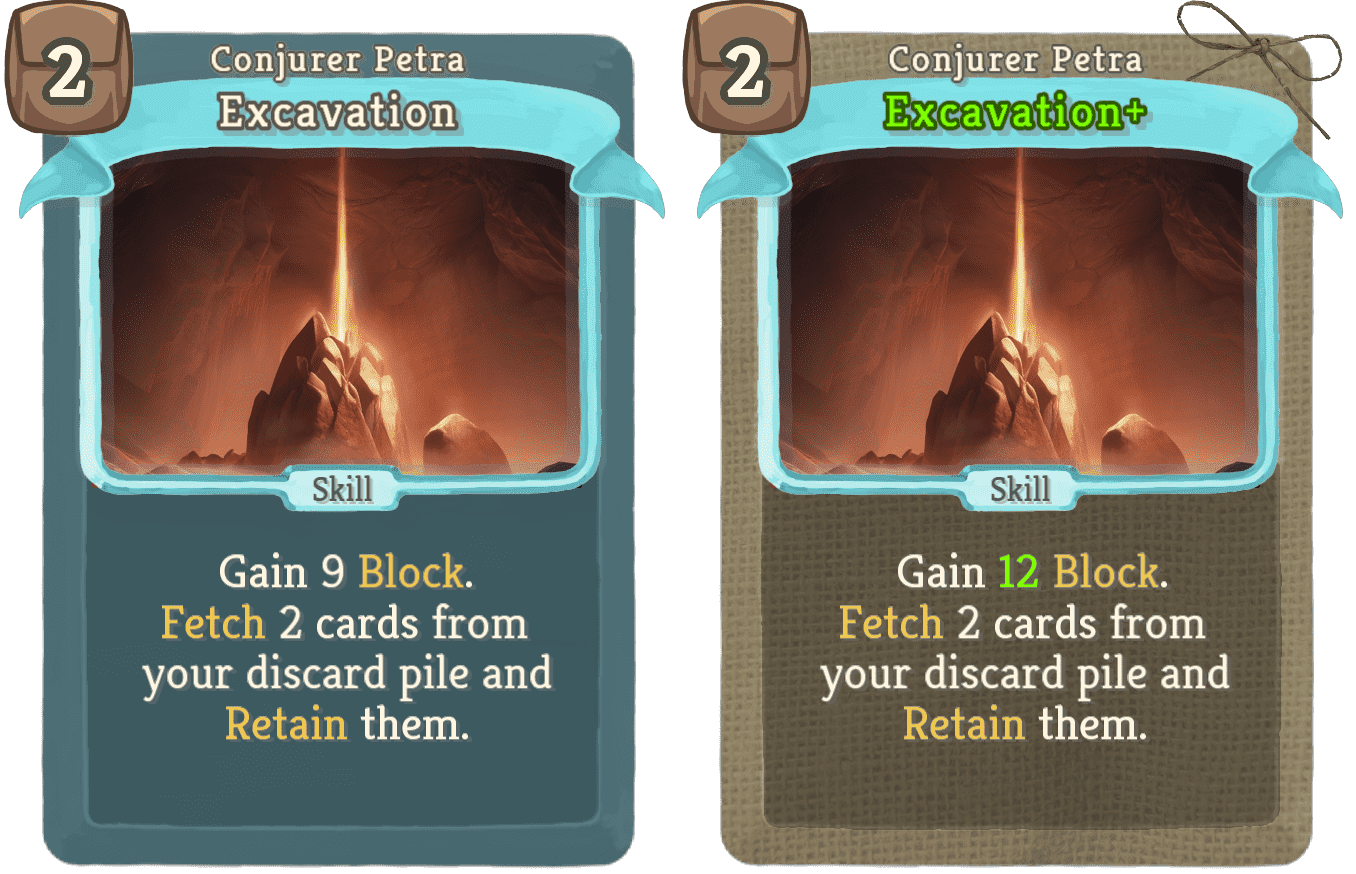 2
Conjurer Petra
Excavation
Skill
Gain 9 Block.
Fetch 2 cards from
your discard pile and
Retain them.
2
Conjurer Petra
Excavation+
Skill
Gain 12 Block.
Fetch 2 cards from
your discard pile and
Retain them.